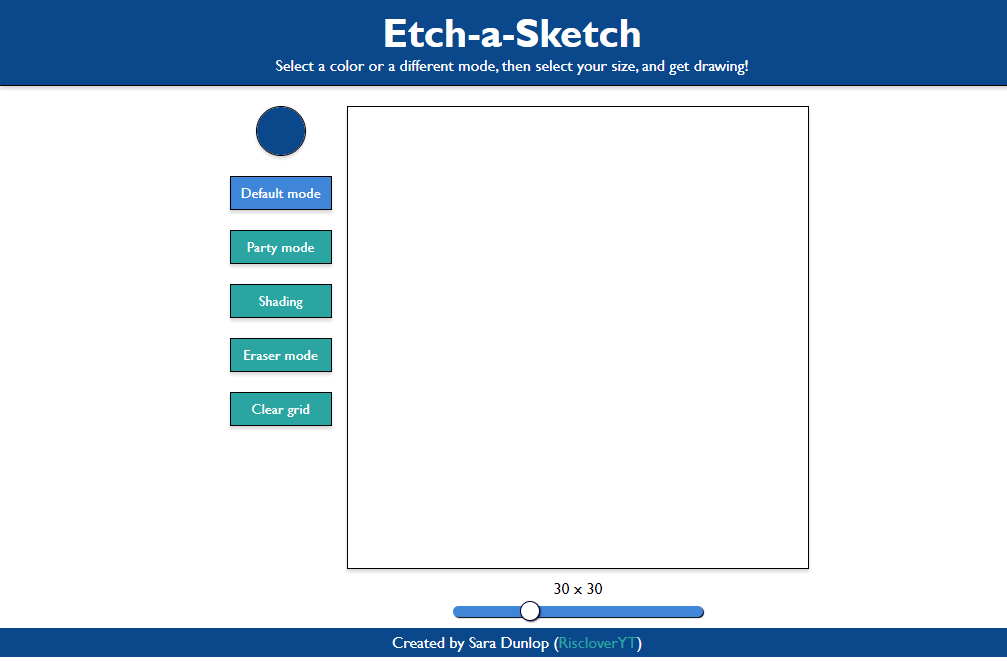 Etch-a-Sketch
Select a color or a different mode, then select your size, and get drawing!
Default mode
Party mode
Shading
Eraser mode
Clear grid
30 x 30
Created by Sara Dunlop (RiscloverYT)